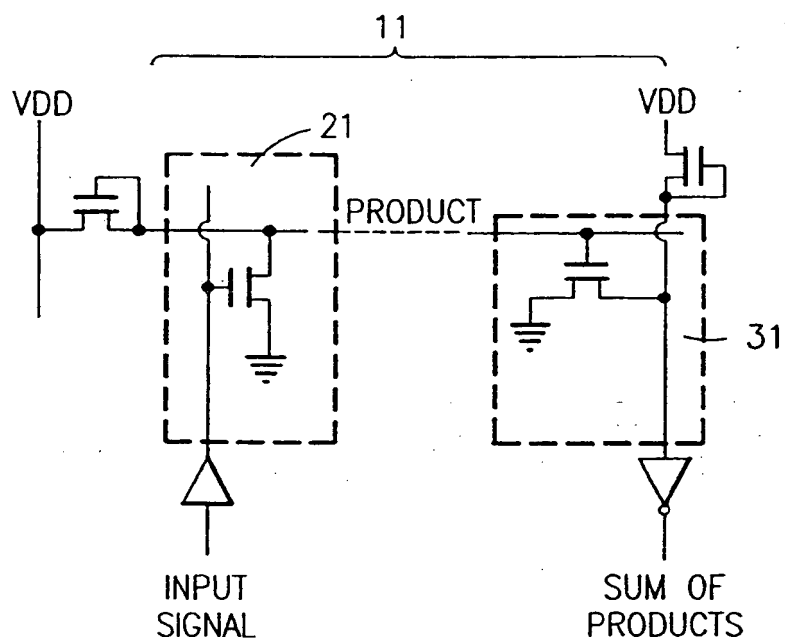 11
VDD
21
VDD
PRODUCT
31
INPUT
SIGNAL
SUM OF
PRODUCTS